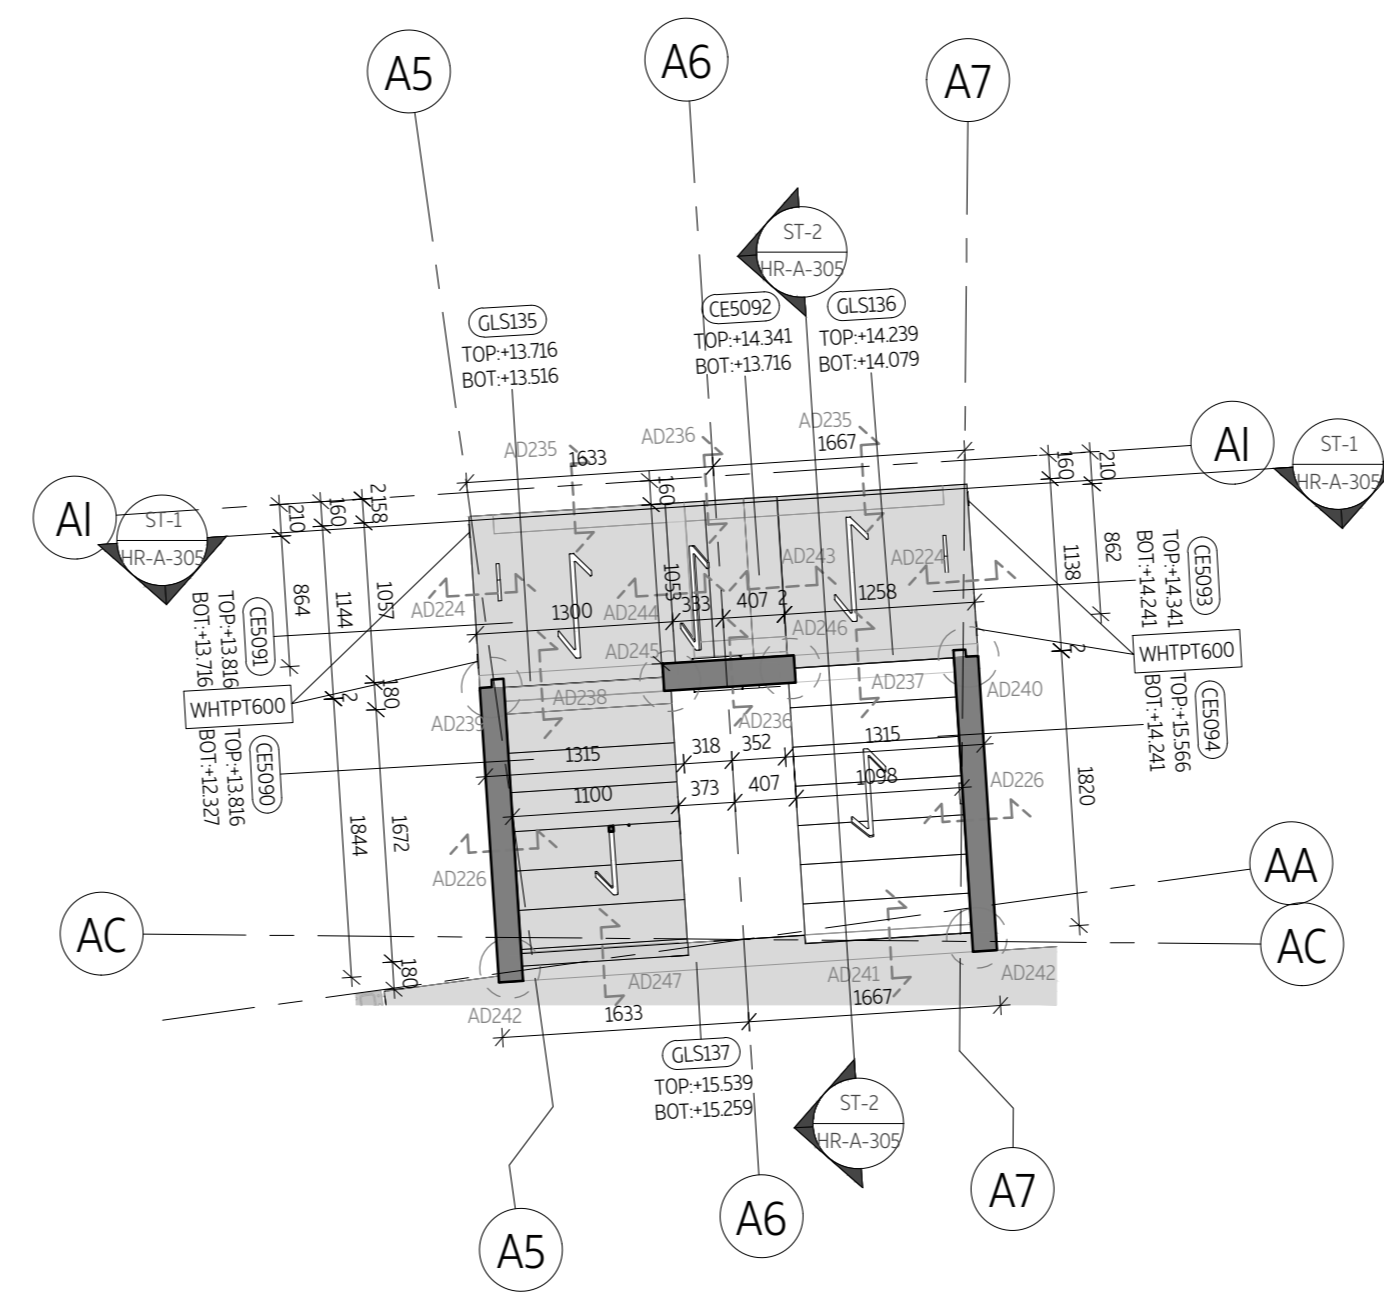 A5
A6
A7
ST-2
HR-A-305
GLS135
TOP:+13.716
BOT:+13.516
CE5092
TOP:+14.341
BOT:+13.716
GLS136
TOP:+14.239
BOT:+14.079
AD235
AD236
AD235
1633
1667
AI
ST-1
HR-A-305
AI
ST-1
HR-A-305
210
160
2158
160
160
210
864
1144
1057
1053
1138
862
AD224
AD244
AD243
AD224
1300
333
407
2
1258
AD245
AD246
CE5091
TOP:+13.816
BOT:+13.716
CE5093
TOP:+14.341
BOT:+14.241
WHTPT600
WHTPT600
2
180
2
AD239
AD238
AD236
AD237
AD240
CE5090
TOP:+13.816
BOT:+12.327
CE5094
TOP:+15.566
BOT:+14.241
1315
318
352
1315
1100
373
407
1098
AD226
AD226
1844
1672
1820
AA
AC
AC
180
AD242
AD247
AD241
AD242
1633
1667
GLS137
TOP:+15.539
BOT:+15.259
ST-2
HR-A-305
A5
A6
A7